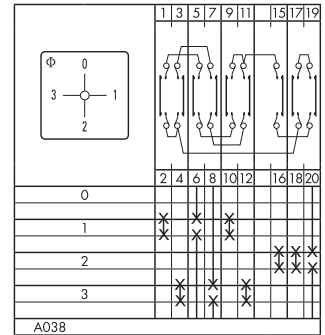 1 3 5 7 9 11 15 17 19
Φ 0
3 1
2
2 4 6 8 10 12 16 18 20
0
1 X X X
X X X
2 X X X
X X X
3 X X X
X X X
A038